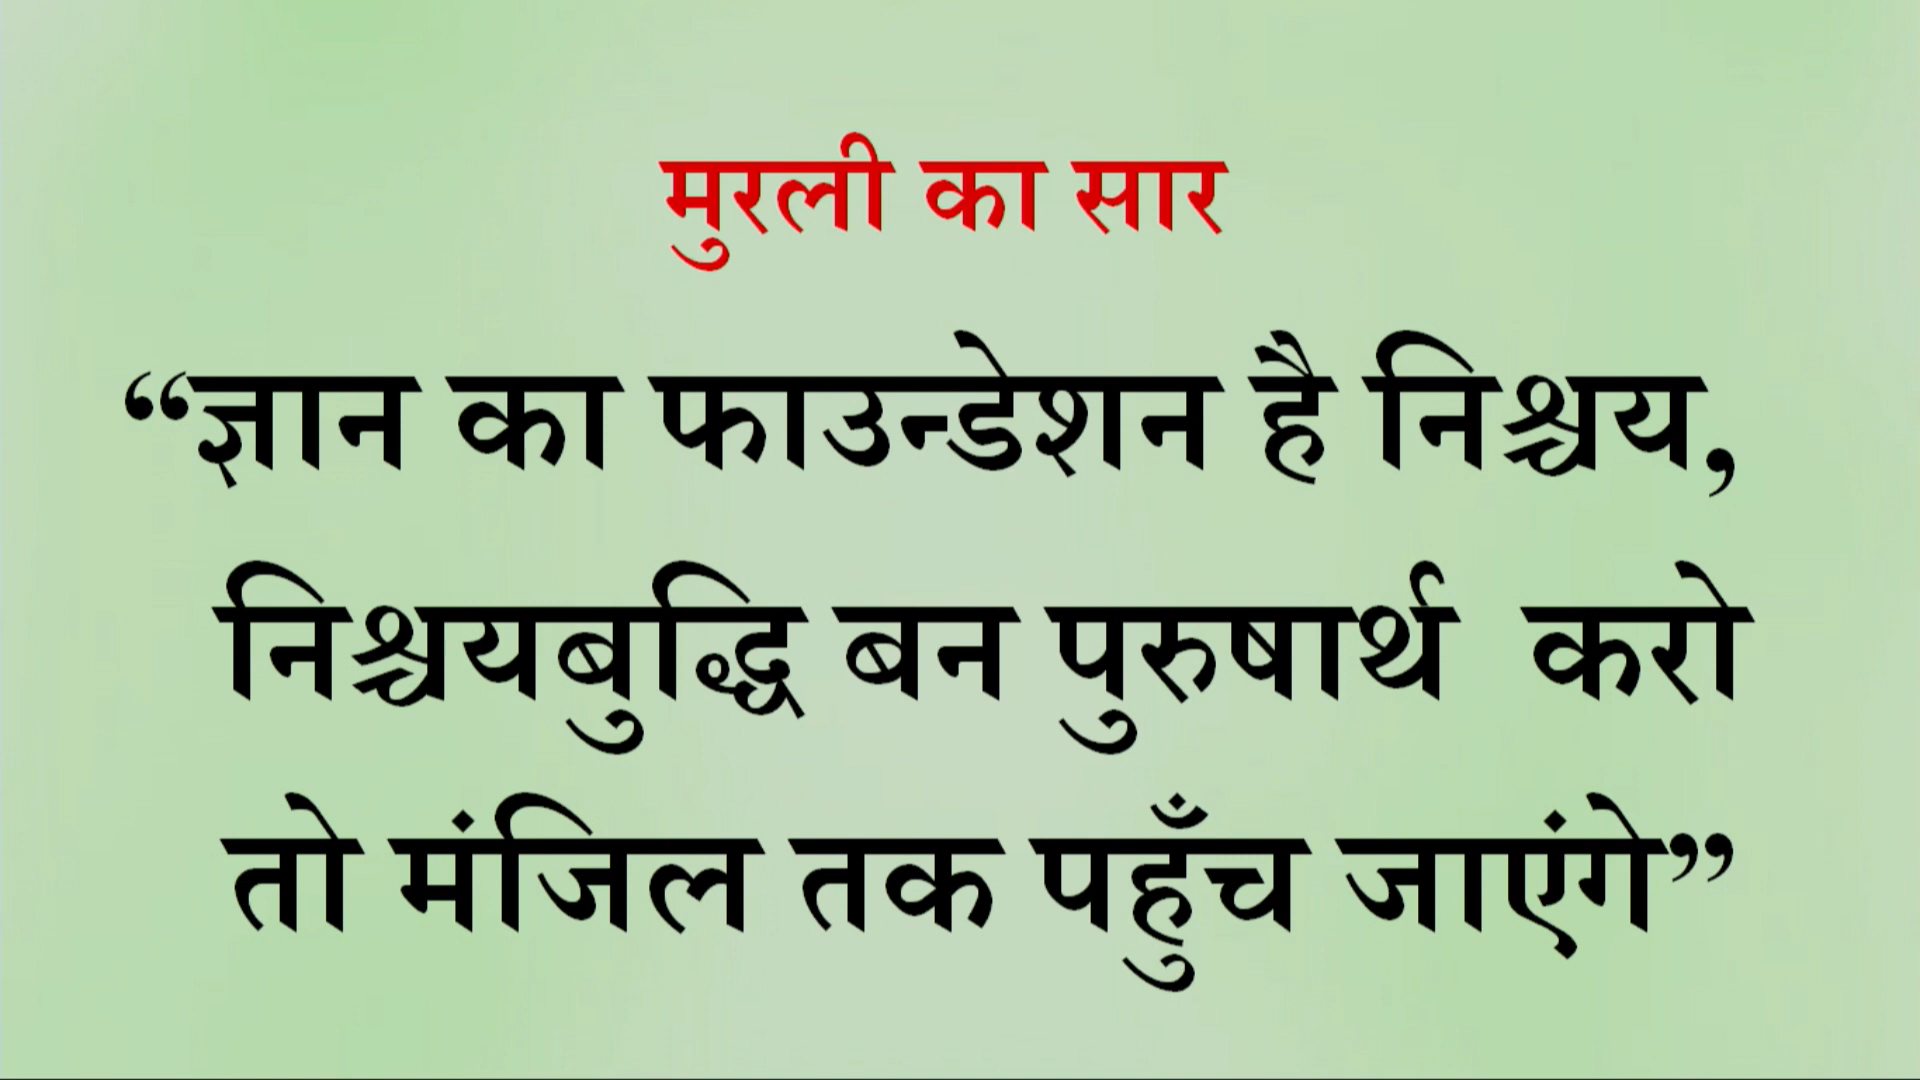 मुरली का सार
“ज्ञान का फाउन्डेशन है निश्चय,
निश्चयबुद्धि बन पुरुषार्थ करो
तो मंजिल तक पहुँच जाएंगे”